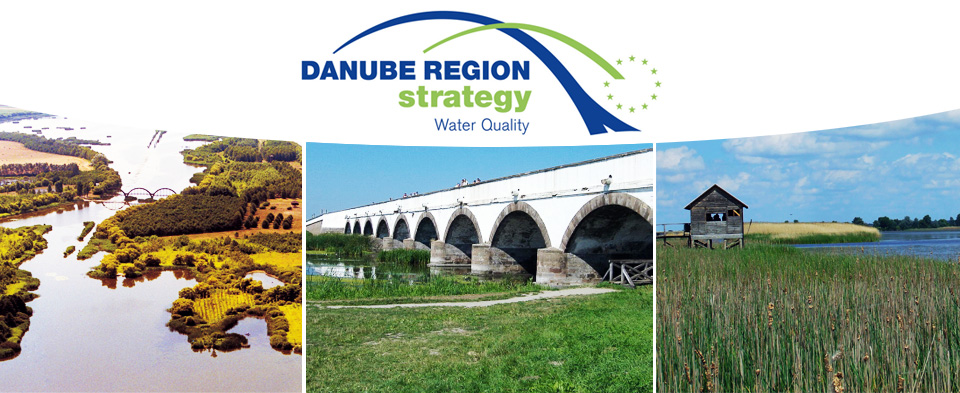 DANUBE REGION
strategy
Water Quality